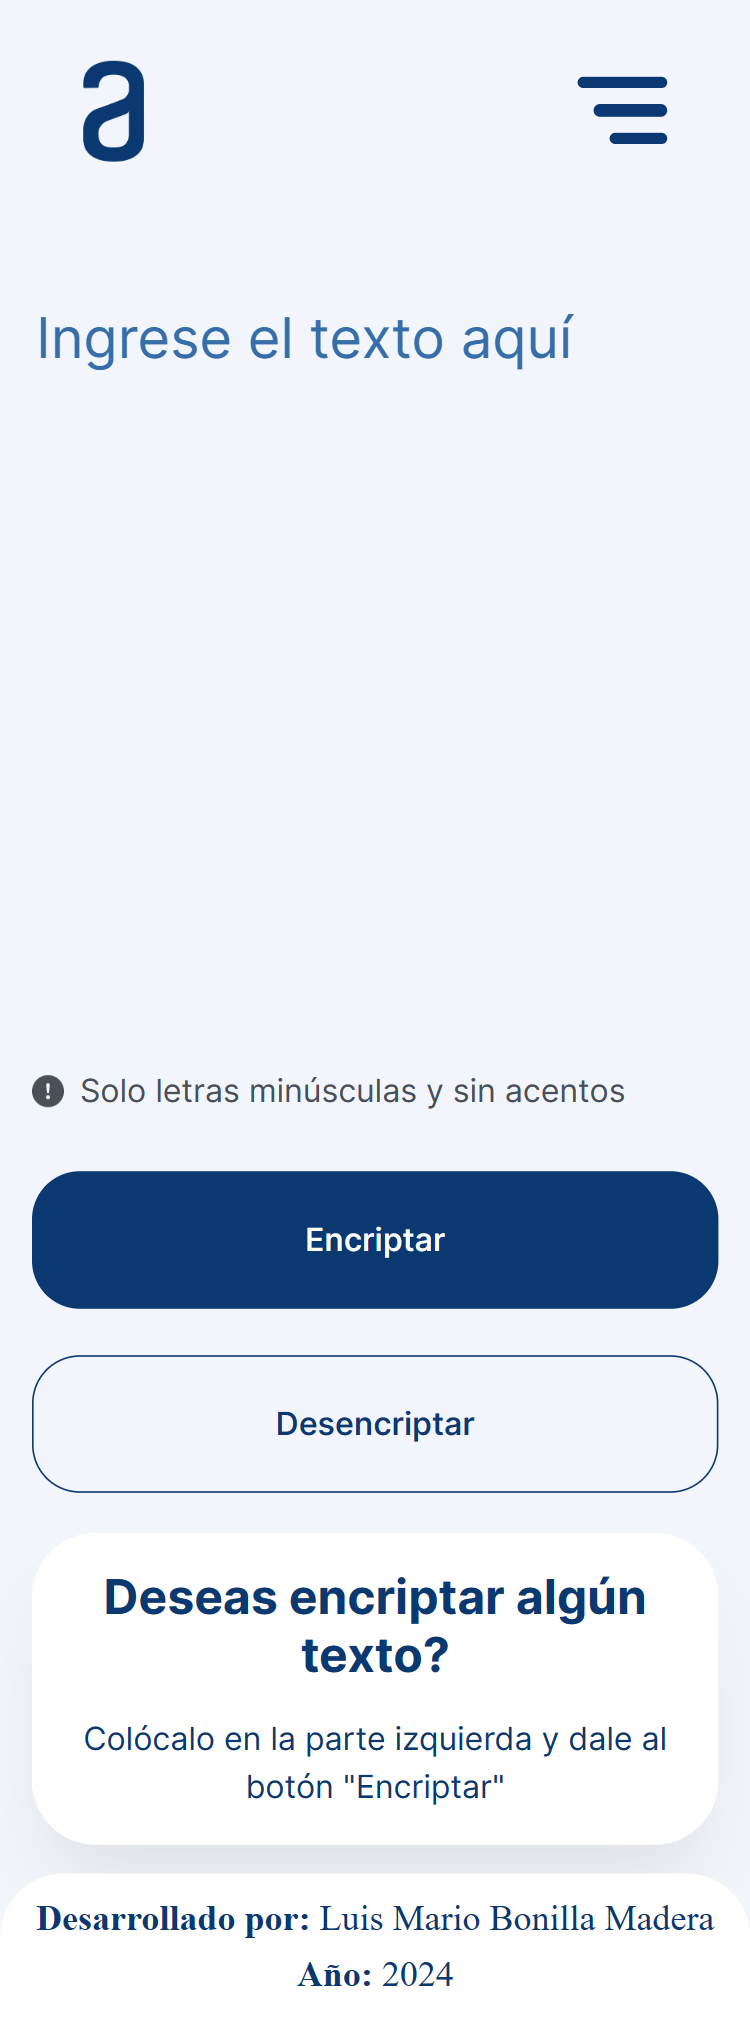 a
Ingrese el texto aquí
Solo letras minúsculas y sin acentos
Encriptar
Desencriptar
Deseas encriptar algún
texto?
Colócalo en la parte izquierda y dale al
botón "Encriptar"
Desarrollado por: Luis Mario Bonilla Madera
Año: 2024